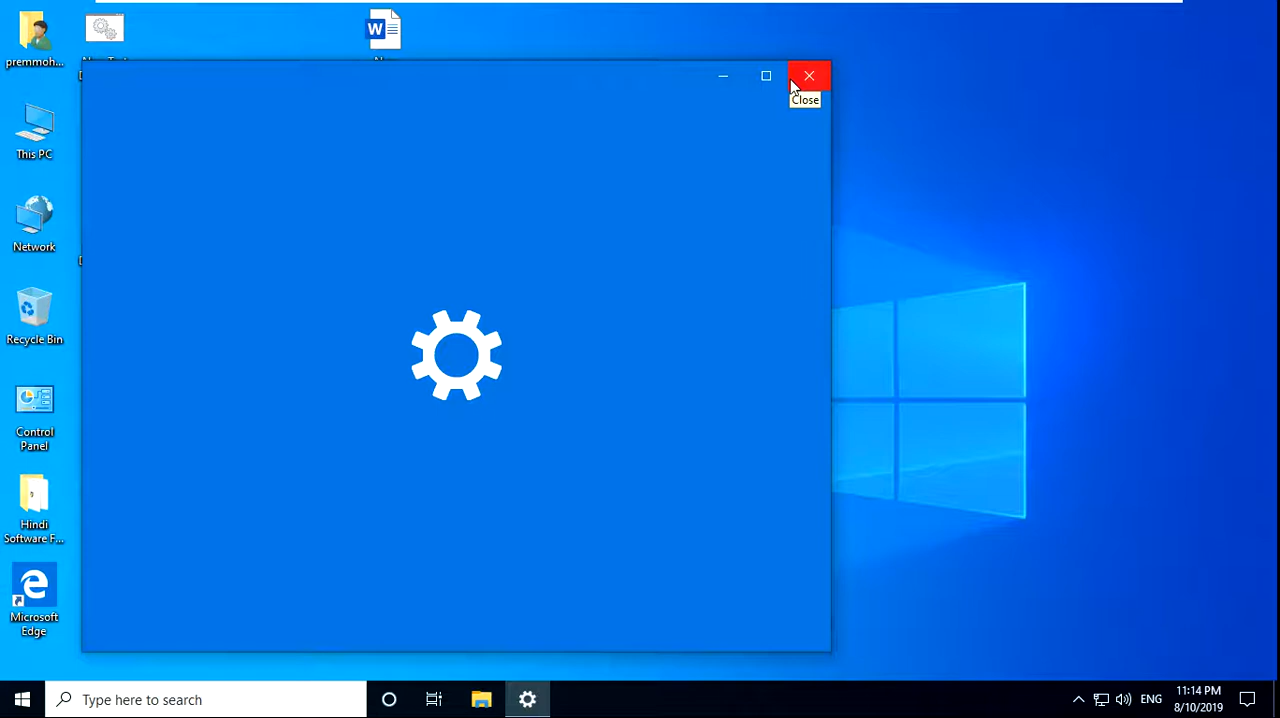 premmoh...
This PC
Network
Recycle Bin
Control
Panel
Hindi
Software F...
Microsoft
Edge
W
Close
Type here to search
ENG
11:14 PM
8/10/2019